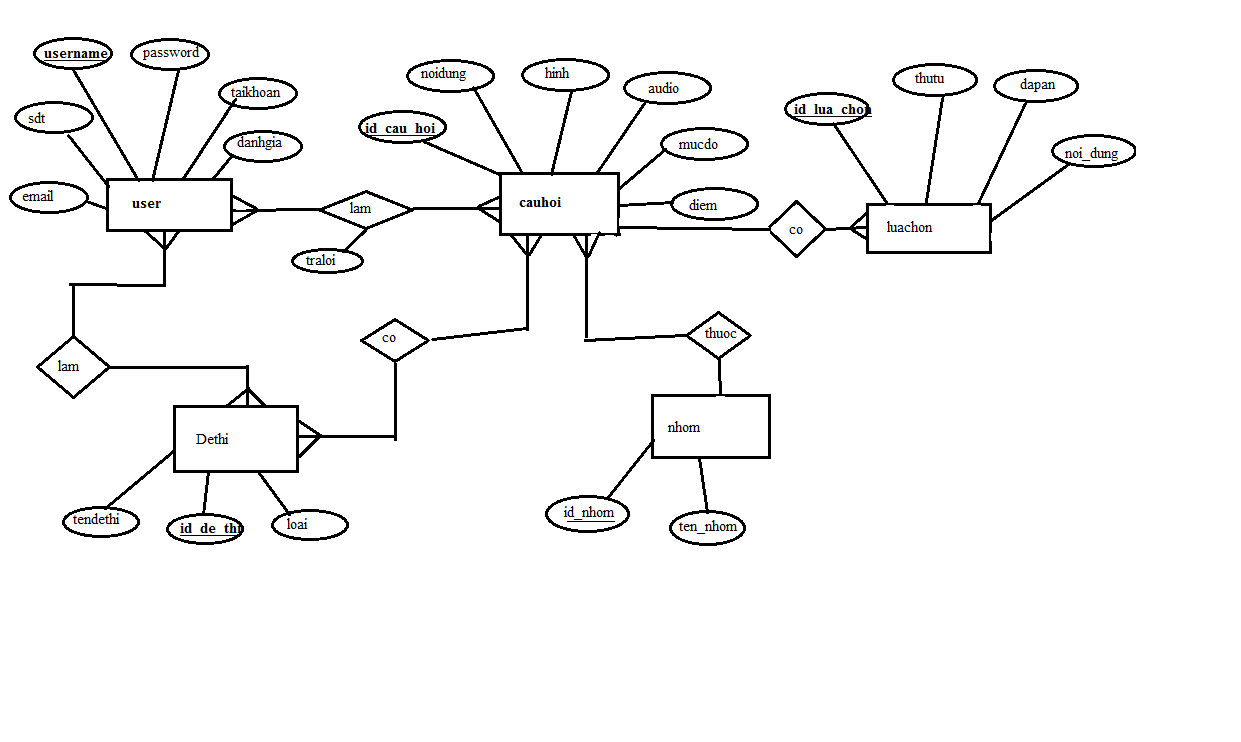 username
password
taikhoan
sdt
danhgia
email
user
lam
traloi
noidung
hinh
audio
id_cau_hoi
mucdo
diem
cauhoi
thutu
dapan
id_lua_chon
noi_dung
co
luachon
lam
co
thuoc
Dethi
nhom
tendethi
id_de_thi
loai
id_nhom
ten_nhom